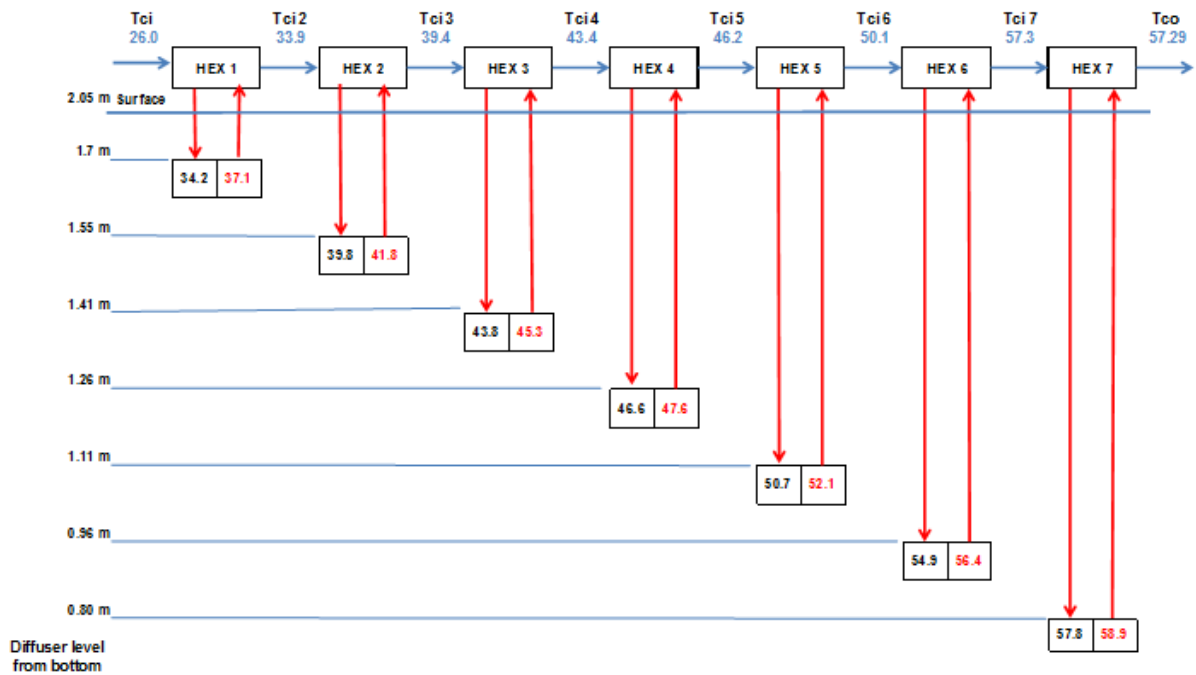 Tci Tci 2 Tci 3 Tci 4 Tci 5 Tci 6 Tci 7 Tco
26.0 33.9 39.4 43.4 46.2 50.1 57.3 57.29
HEX 1 HEX 2 HEX 3 HEX 4 HEX 5 HEX 6 HEX 7
2.05 m Surface
1.7 m
34.2 37.1
1.55 m
39.8 41.8
1.41 m
43.8 45.3
1.26 m
46.6 47.6
1.11 m
50.7 52.1
0.96 m
54.9 56.4
0.80 m
57.8 58.9
Diffuser level
from bottom